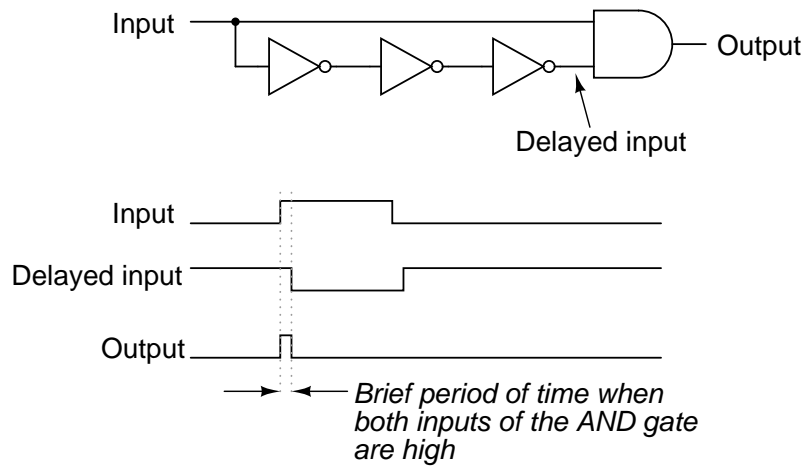 Input
Output
Delayed input
Input
Delayed input
Output
Brief period of time when
both inputs of the AND gate
are high